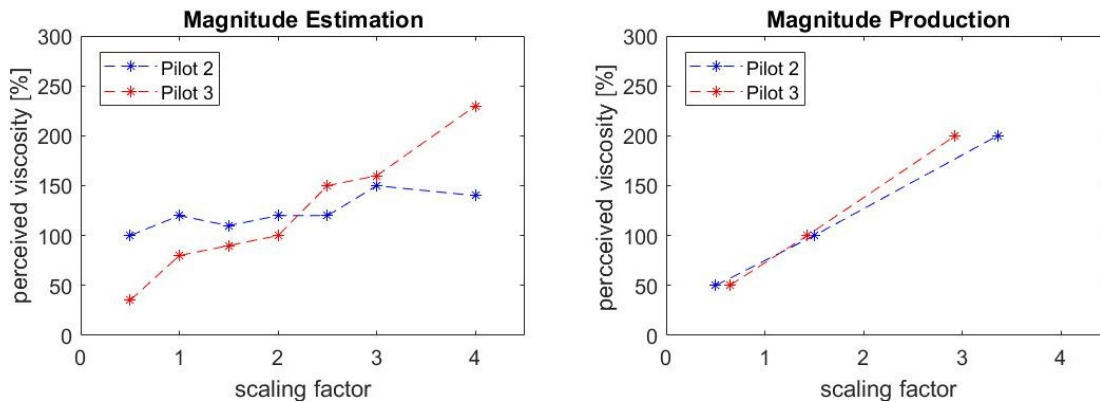 Magnitude Estimation
300
250
200
150
100
50
0
perceived viscosity [%]
Pilot 2
Pilot 3
0 1 2 3 4
scaling factor
Magnitude Production
300
250
200
150
100
50
0
percceived viscosity [%]
Pilot 2
Pilot 3
0 1 2 3 4
scaling factor